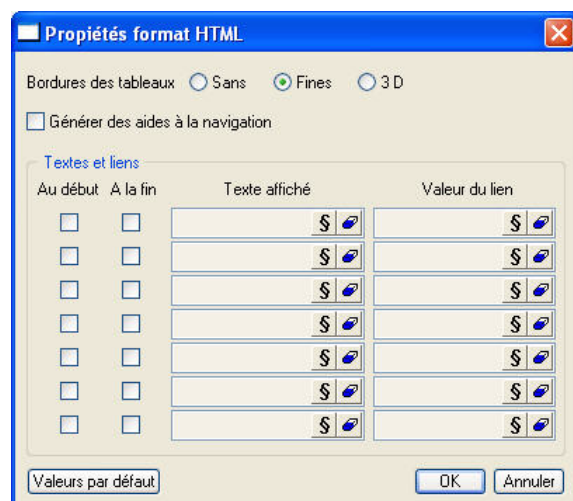 Propiétés format HTML
Bordures des tableaux Sans Fines 3 D
Générer des aides à la navigation
Textes et liens
Au début A la fin Texte affiché Valeur du lien
§ §
§ §
§ §
§ §
§ §
§ §
§ §
Valeurs par défaut OK Annuler